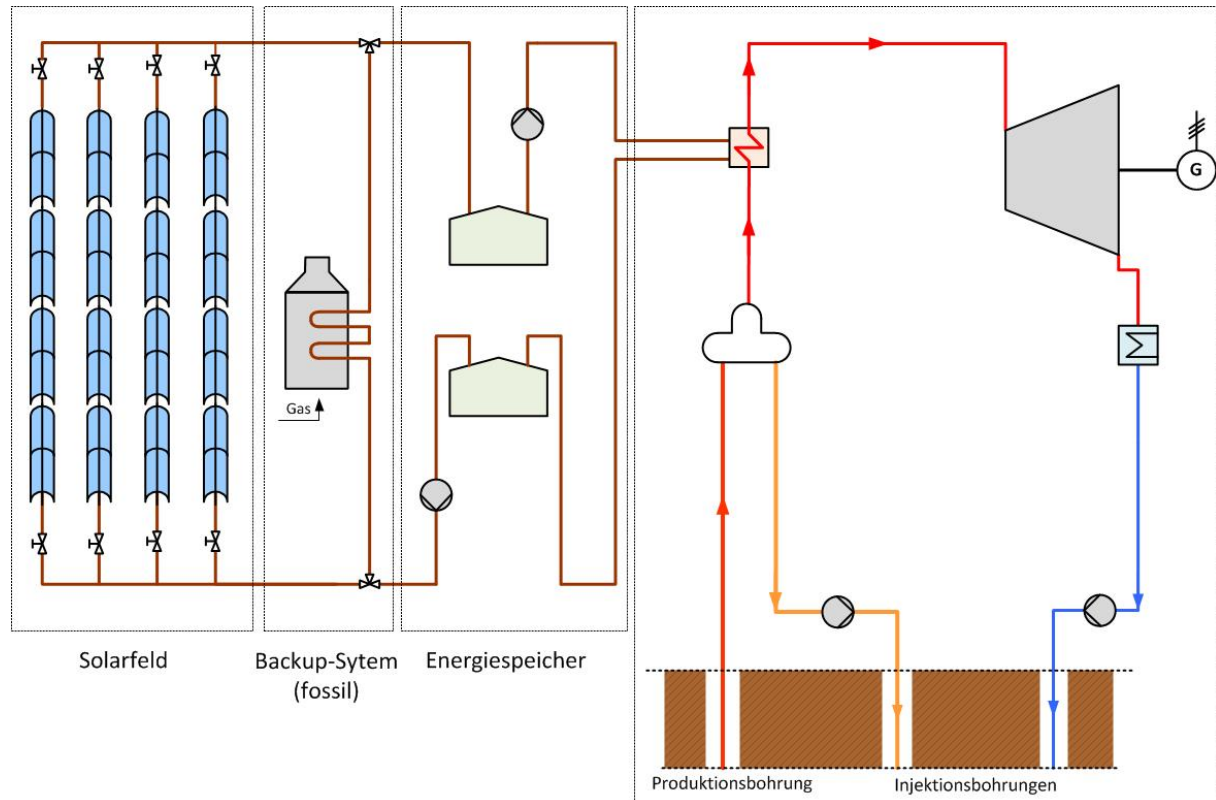 G
Gas
Solarfeld
Backup-Sytem
(fossil)
Energiespeicher
Produktionsbohrung
Injektionsbohrungen